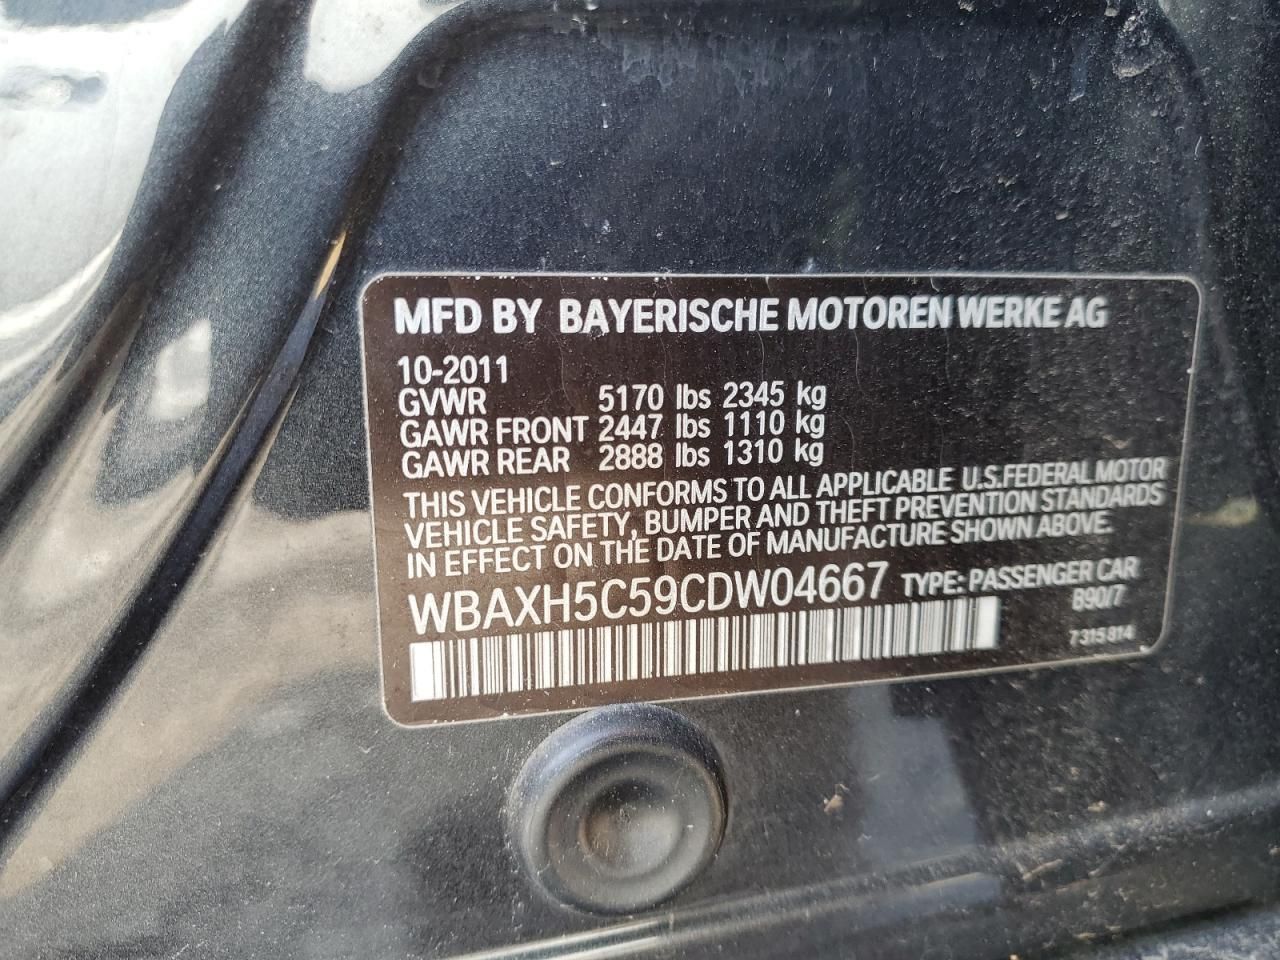 MFD BY BAYERISCHE MOTOREN WERKE AG
10-2011
GVWR 5170 lbs 2345 kg
GAWR FRONT 2447 lbs 1110 kg
GAWR REAR 2888 lbs 1310 kg
THIS VEHICLE CONFORMS TO ALL APPLICABLE U.S.FEDERAL MOTOR
VEHICLE SAFETY, BUMPER AND THEFT PREVENTION STANDARDS
IN EFFECT ON THE DATE OF MANUFACTURE SHOWN ABOVE.
WBAXH5C59CDW04667 TYPE: PASSENGER CAR
B90/7
7315814